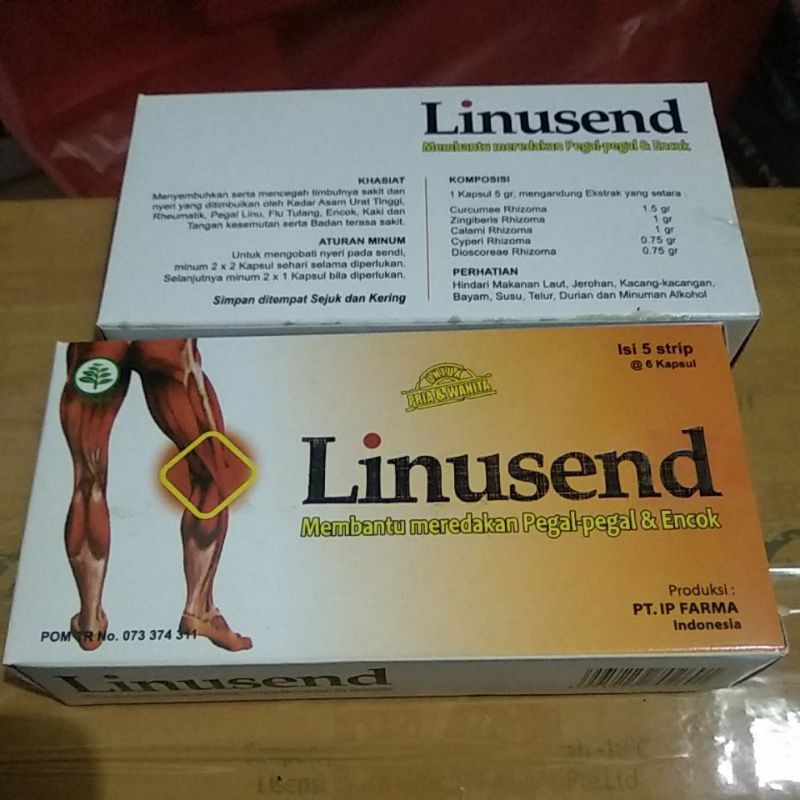 Linusend
Membantu meredakan Pegal-pegal & Encok
KHASIAT
Menyembuhkan serta mencegah timbulnya sakit dan
nyeri yang ditimbulkan oleh Kadar Asam Urat Tinggi,
Rheumatik, Pegal Linu, Flu Tulang, Encok, Kaki dan
Tangan kesemutan serta Badan terasa sakit.
ATURAN MINUM
Untuk mengobati nyeri pada sendi,
minum 2 x 2 Kapsul sehari selama diperlukan.
Selanjutnya minum 2 x 1 Kapsul bila diperlukan.
Simpan ditempat Sejuk dan Kering
KOMPOSISI
1 Kapsul 5 gr, mengandung Ekstrak yang setara :
Curcumae Rhizoma 1.5 gr
Zingiberis Rhizoma 1 gr
Calami Rhizoma 1 gr
Cyperi Rhizoma 0.75 gr
Dioscoreae Rhizoma 0.75 gr
PERHATIAN
Hindari Makanan Laut, Jerohan, Kacang-kacangan,
Bayam, Susu, Telur, Durian dan Minuman Alkohol
Isi 5 strip
@ 6 Kapsul
UNTUK
PRIA & WANITA
Linusend
Membantu meredakan Pegal-pegal & Encok
Produksi :
PT. IP FARMA
Indonesia
POM TR No. 073 374 311
Linusend
Lisensi